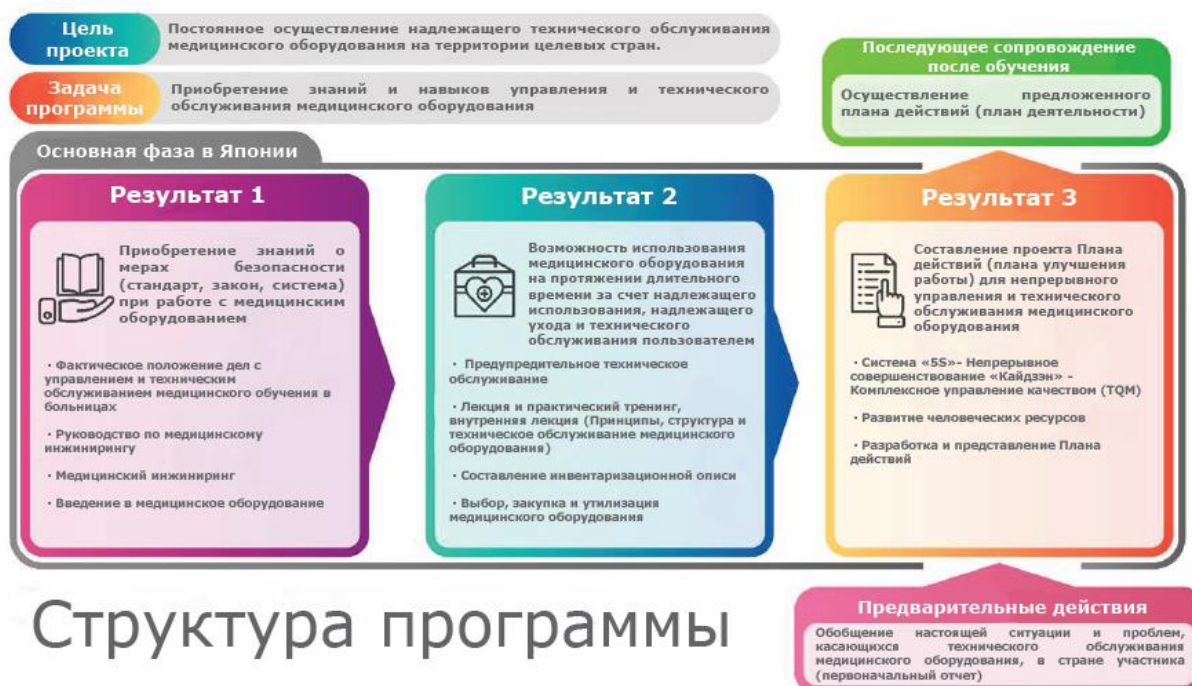 Цель
проекта
Постоянное осуществление надлежащего технического обслуживания
медицинского оборудования на территории целевых стран.
Задача
программы
Приобретение знаний и навыков управления и технического
обслуживания медицинского оборудования
Последующее сопровождение
после обучения
Осуществление предложенного
плана действий (план деятельности)
Основная фаза в Японии
Результат 1
Приобретение знаний о
мерах безопасности
(стандарт, закон, система)
при работе с медицинским
оборудованием
· Фактическое положение дел с
управлением и техническим
обслуживанием медицинского обучения в
больницах
· Руководство по медицинскому
инжинирингу
· Медицинский инжиниринг
· Введение в медицинское оборудование
Результат 2
Возможность использования
медицинского оборудования
на протяжении длительного
времени за счет надлежащего
использования, надлежащего
ухода и технического
обслуживания пользователем
· Предупредительное техническое
обслуживание
· Лекция и практический тренинг,
внутренняя лекция (Принципы, структура и
техническое обслуживание медицинского
оборудования)
· Составление инвентаризационной описи
· Выбор, закупка и утилизация
медицинского оборудования
Результат 3
Составление проекта Плана
действий (плана улучшения
работы) для непрерывного
управления и технического
обслуживания медицинского
оборудования
· Система «5S»- Непрерывное
совершенствование «Кайдзэн» -
Комплексное управление качеством (TQM)
· Развитие человеческих ресурсов
· Разработка и представление Плана
действий
Структура программы
Предварительные действия
Обобщение настоящей ситуации и проблем,
касающихся технического обслуживания
медицинского оборудования, в стране участника
(первоначальный отчет)